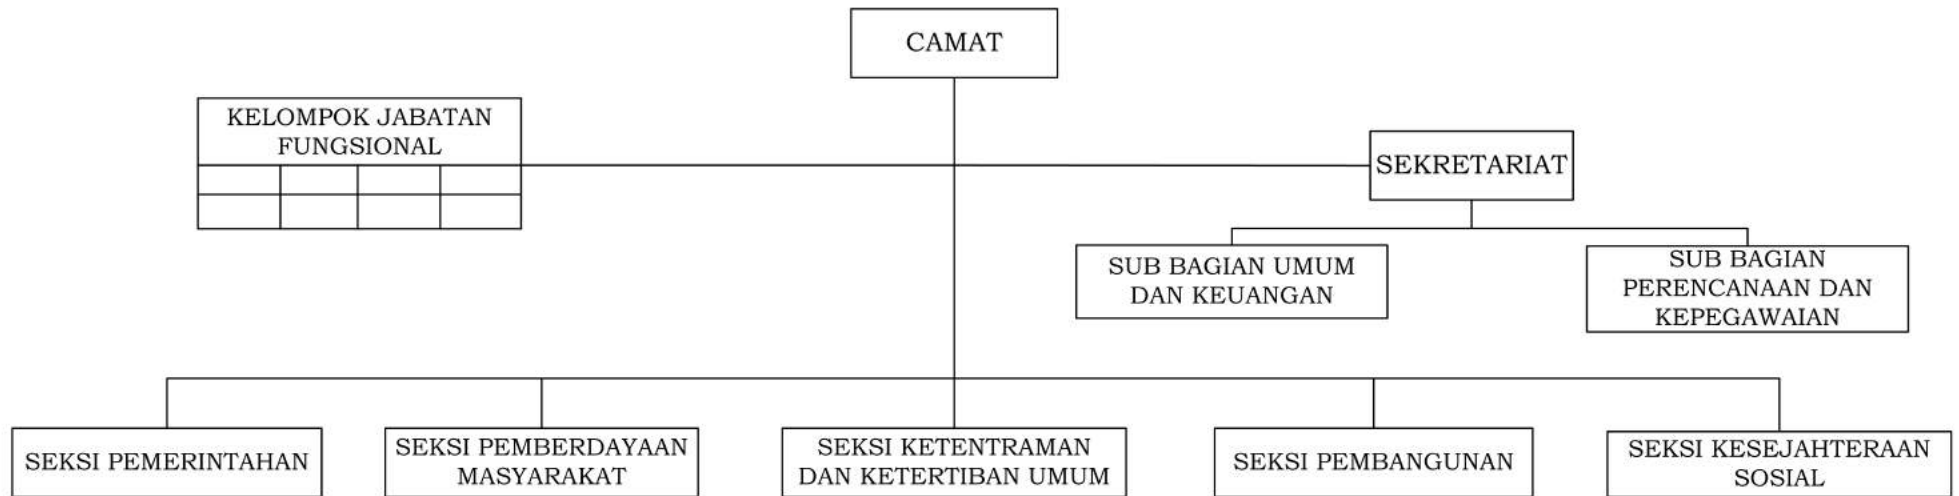 CAMAT
KELOMPOK JABATAN
FUNGSIONAL
SEKRETARIAT
SUB BAGIAN UMUM
DAN KEUANGAN
SUB BAGIAN
PERENCANAAN DAN
KEPEGAWAIAN
SEKSI PEMERINTAHAN
SEKSI PEMBERDAYAAN
MASYARAKAT
SEKSI KETENTRAMAN
DAN KETERTIBAN UMUM
SEKSI PEMBANGUNAN
SEKSI KESEJAHTERAAN
SOSIAL